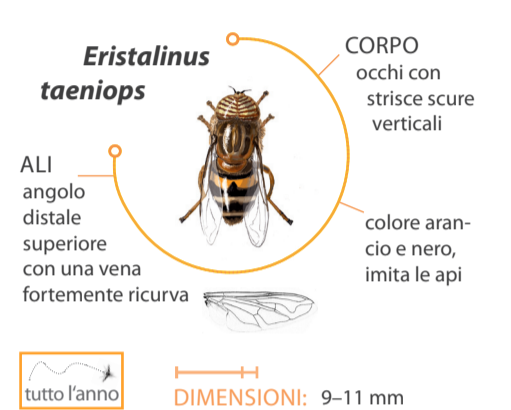 Eristalinus
taeniops
CORPO
occhi con
strisce scure
verticali
ALI
angolo
distale
superiore
con una vena
fortemente ricurva
colore aran-
cio e nero,
imita le api
tutto l'anno
DIMENSIONI: 9–11 mm